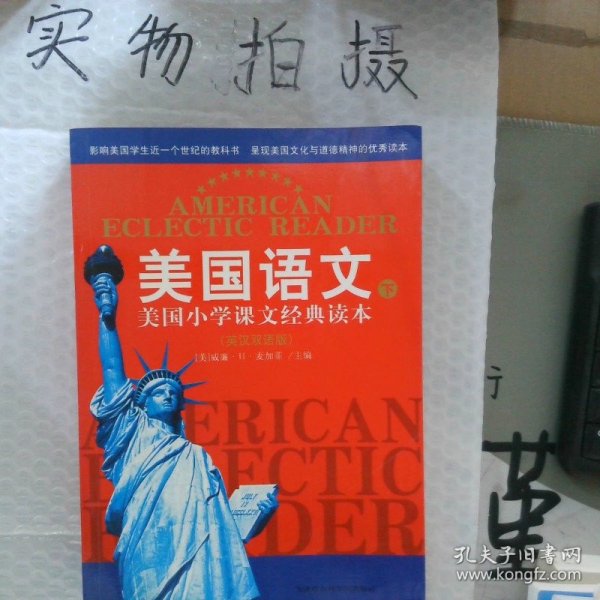 实物拍摄
影响美国学生近一个世纪的教科书 呈现美国文化与道德精神的优秀读本
AMERICAN
ECLECTIC READER
美国语文 下
美国小学课文经典读本
(英汉双语版)
[美]威廉·H·麦加菲/主编
AMERICAN
ECLECTIC
READER
行
董
孔夫子旧书网
www.kongfz.com